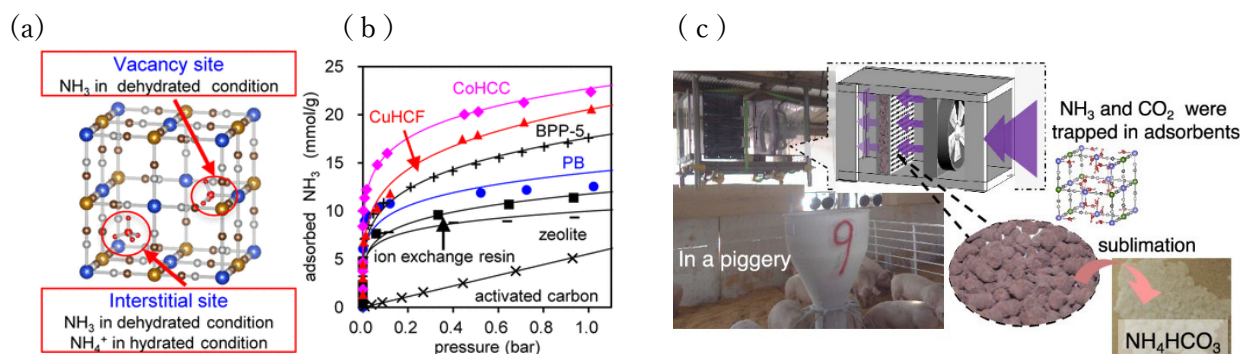 (a)
Vacancy site
NH₃ in dehydrated condition
Interstitial site
NH₃ in dehydrated condition
NH₄⁺ in hydrated condition
(b)
adsorbed NH₃ (mmol/g)
25
20
15
10
5
0
CoHCC
CuHCF
BPP-5
PB
zeolite
ion exchange resin
activated carbon
0.0 0.2 0.4 0.6 0.8 1.0
pressure (bar)
(c)
NH₃ and CO₂ were
trapped in adsorbents
In a piggery
9
sublimation
NH₄HCO₃